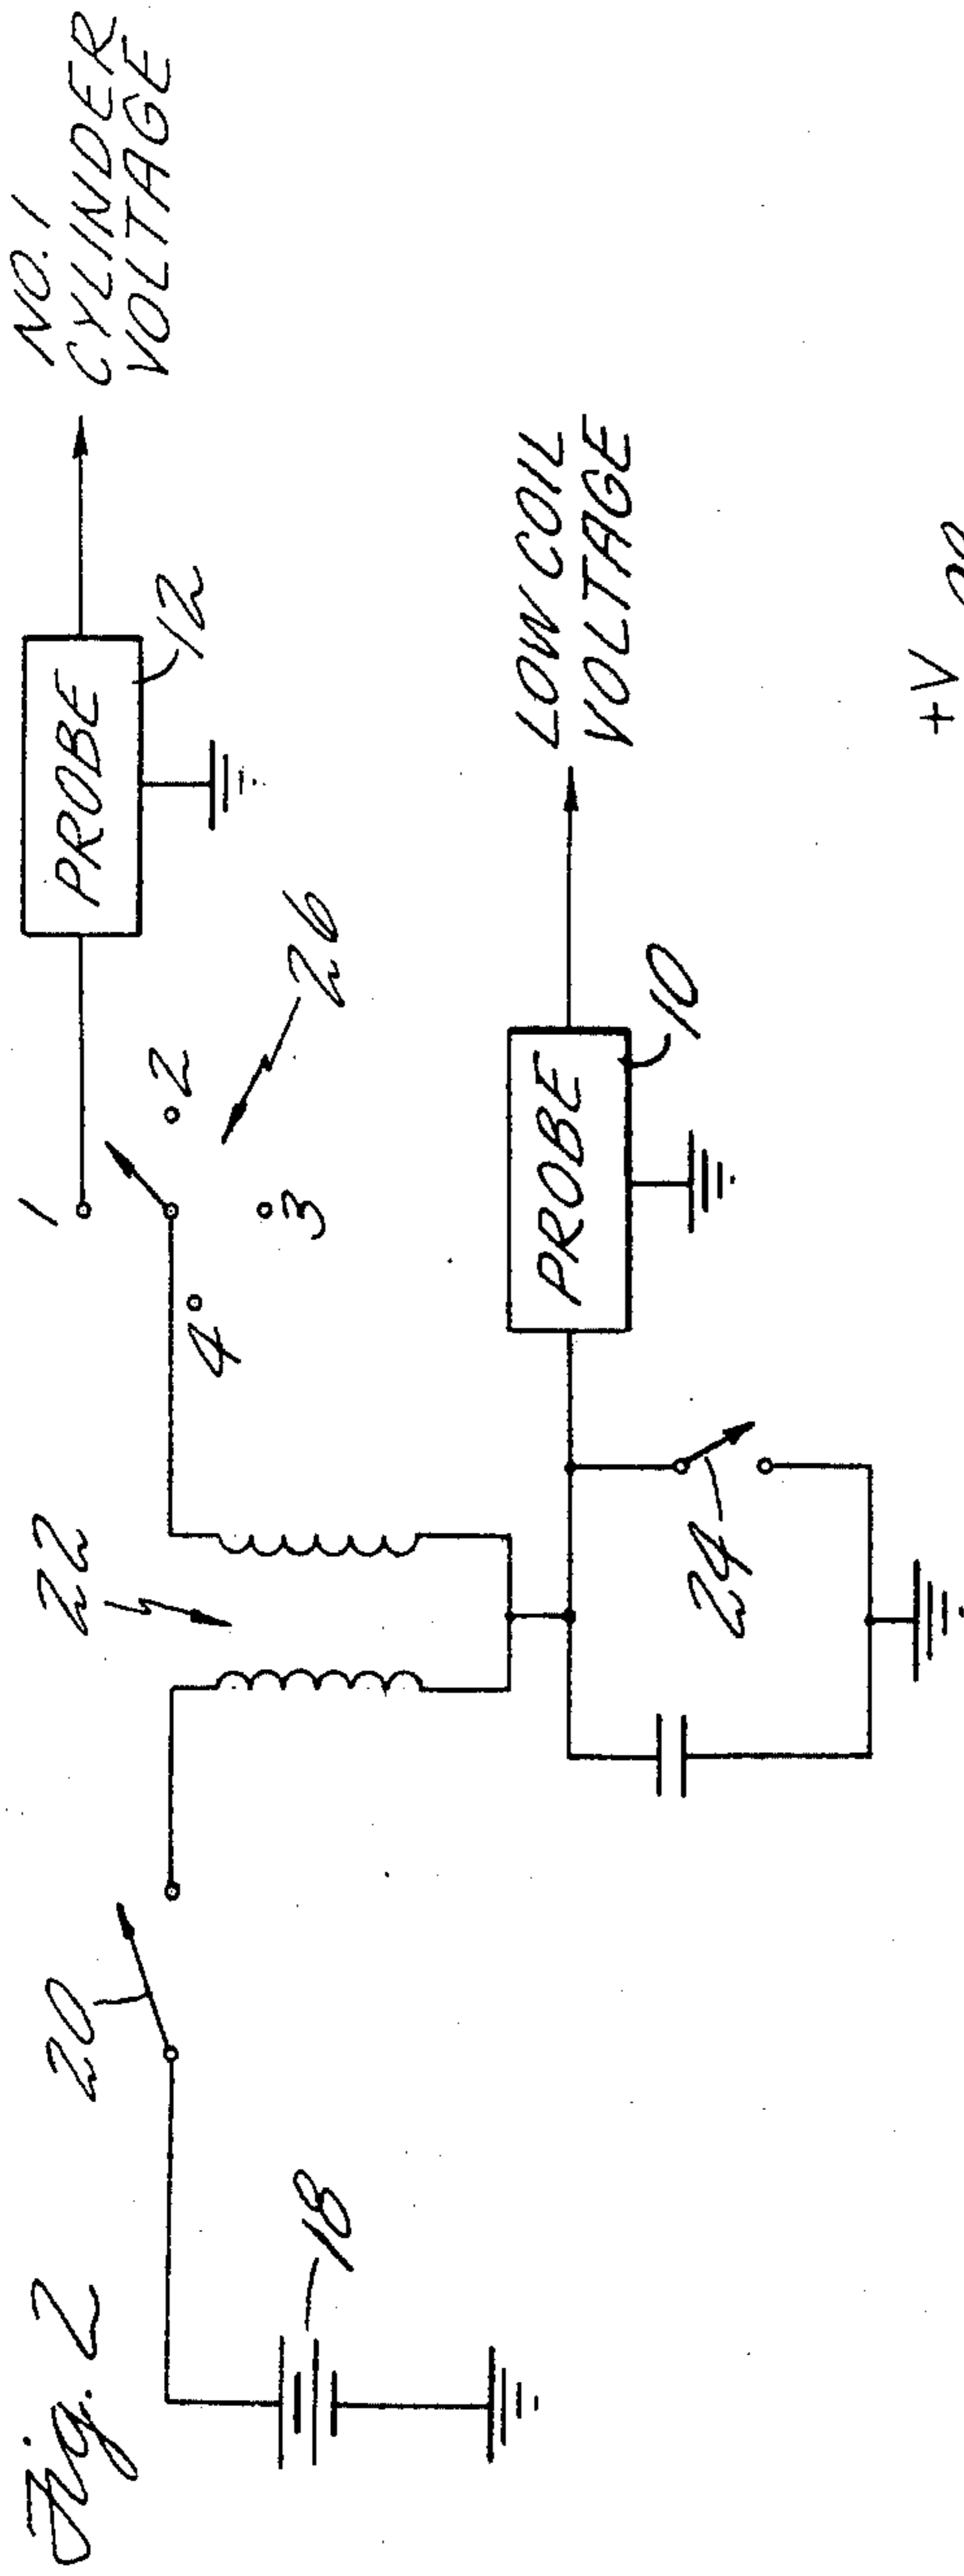 Fig. 2
20
18
22
1
2
3
4
26
PROBE
12
NO. 1
CYLINDER
VOLTAGE
24
PROBE
10
LOW COIL
VOLTAGE
+V